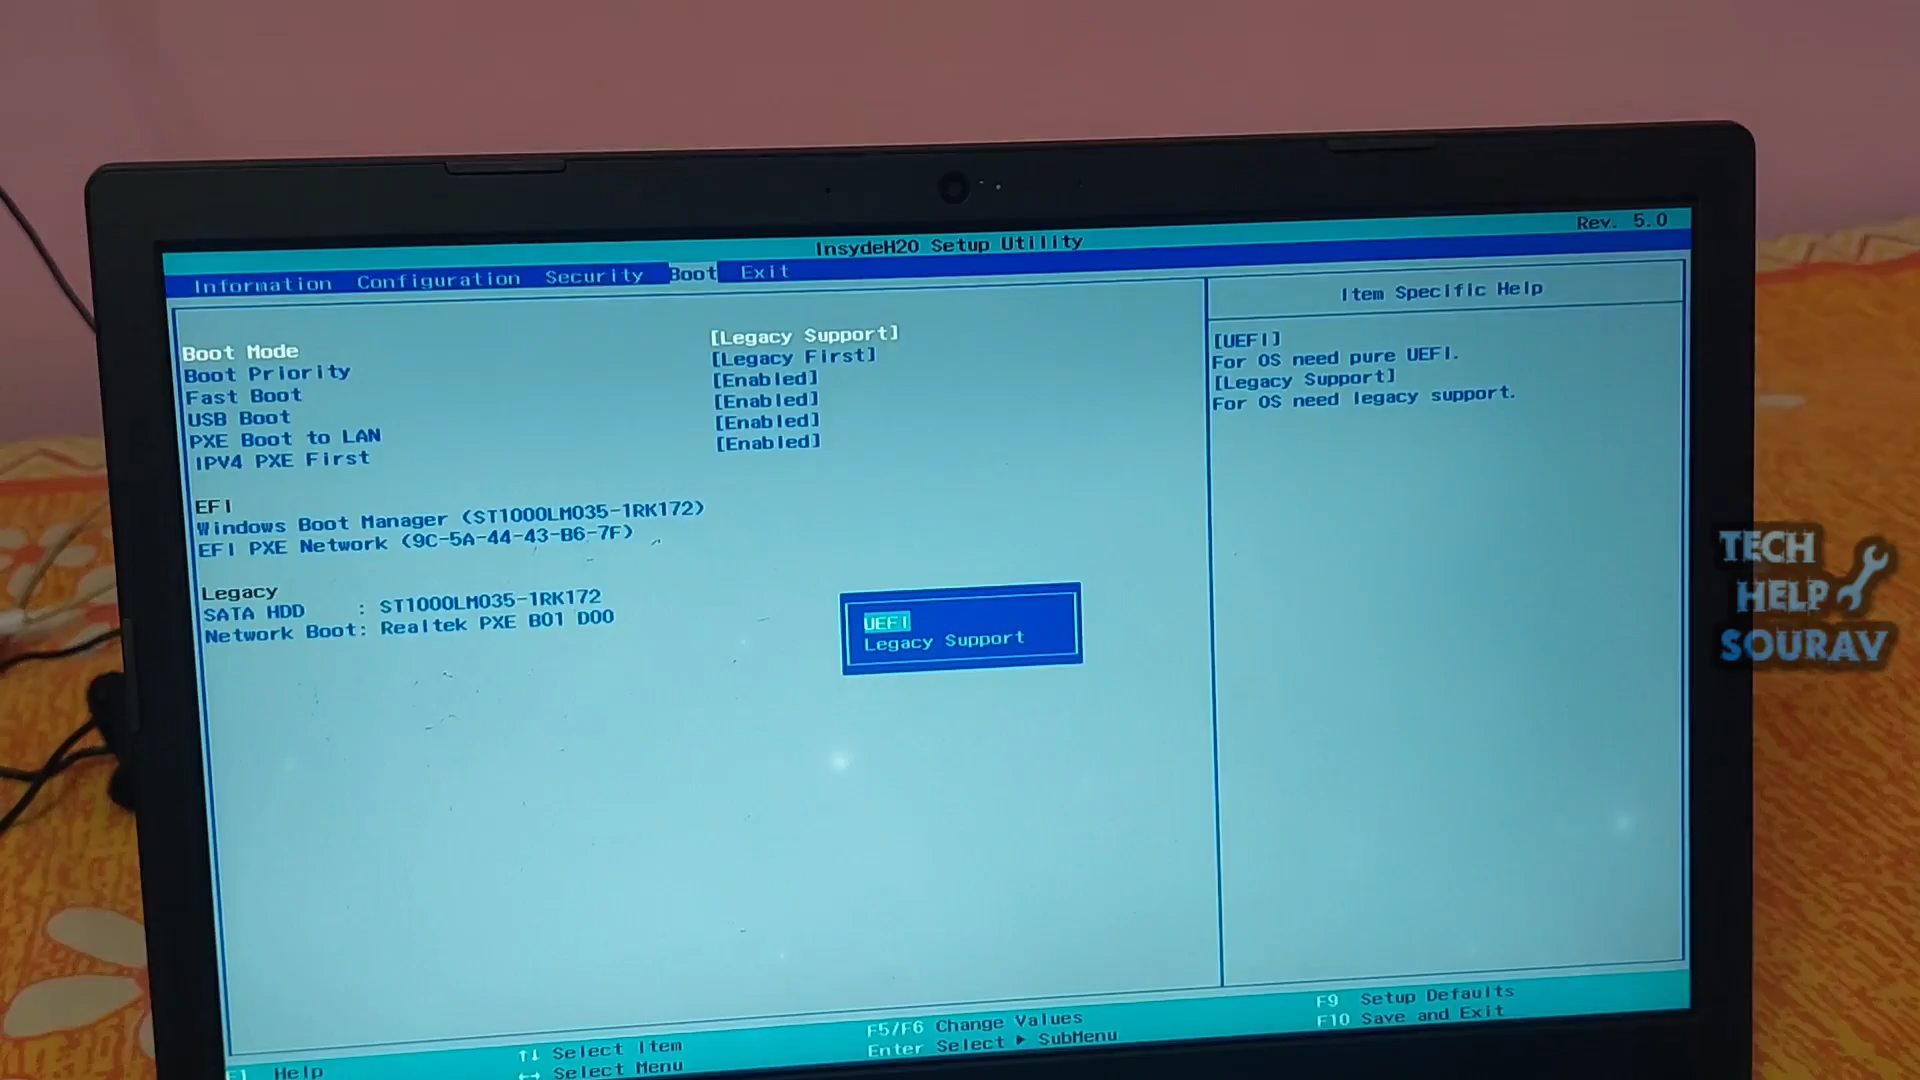 InsydeH20 Setup Utility
Rev. 5.0
Information Configuration Security Boot Exit
Boot Mode [Legacy Support]
Boot Priority [Legacy First]
Fast Boot [Enabled]
USB Boot [Enabled]
PXE Boot to LAN [Enabled]
IPV4 PXE First [Enabled]
EFI
Windows Boot Manager (ST1000LM035-1RK172)
EFI PXE Network (9C-5A-44-43-B6-7F)
Legacy
SATA HDD : ST1000LM035-1RK172
Network Boot: Realtek PXE B01 D00
UEFI
Legacy Support
Item Specific Help
[UEFI]
For OS need pure UEFI.
[Legacy Support]
For OS need legacy support.
F1 Help
↑↓ Select Item
↔ Select Menu
F5/F6 Change Values
Enter Select ▶ SubMenu
F9 Setup Defaults
F10 Save and Exit
TECH
HELP
SOURAV